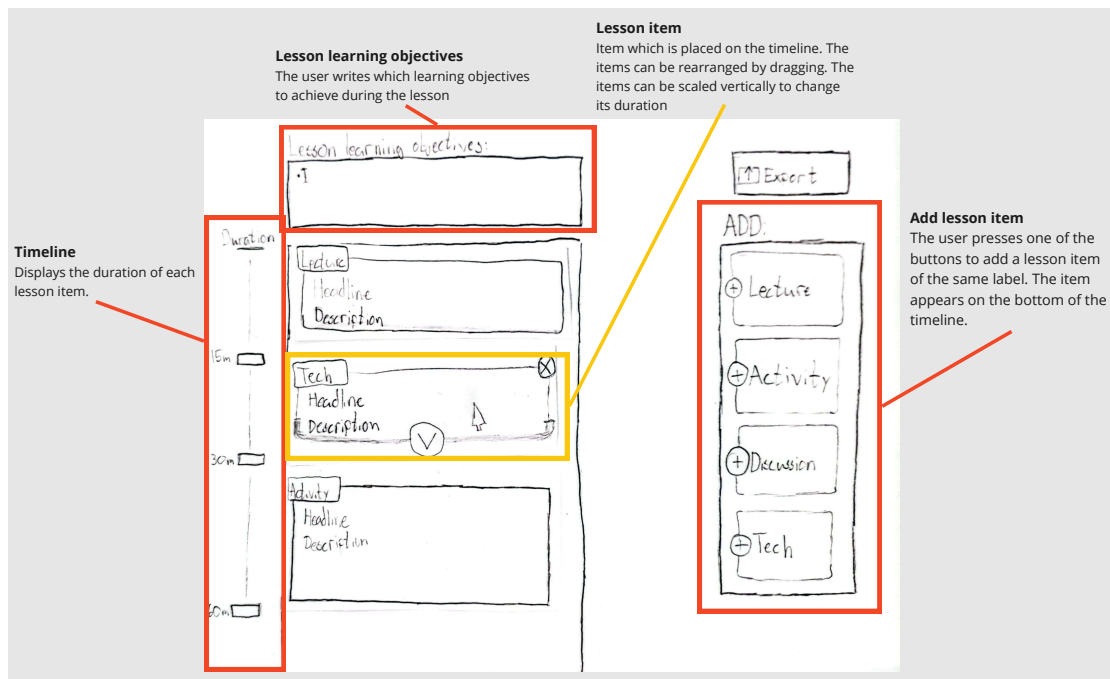 Lesson item
Item which is placed on the timeline. The
items can be rearranged by dragging. The
items can be scaled vertically to change
its duration
Lesson learning objectives
The user writes which learning objectives
to achieve during the lesson
Lesson learning objectives:
Export
Add lesson item
The user presses one of the
buttons to add a lesson item
of the same label. The item
appears on the bottom of the
timeline.
ADD:
Lecture
Activity
Discussion
Tech
Timeline
Displays the duration of each
lesson item.
Duration
15m
30m
60m
Lecture
Headline
Description
Tech
Headline
Description
Activity
Headline
Description